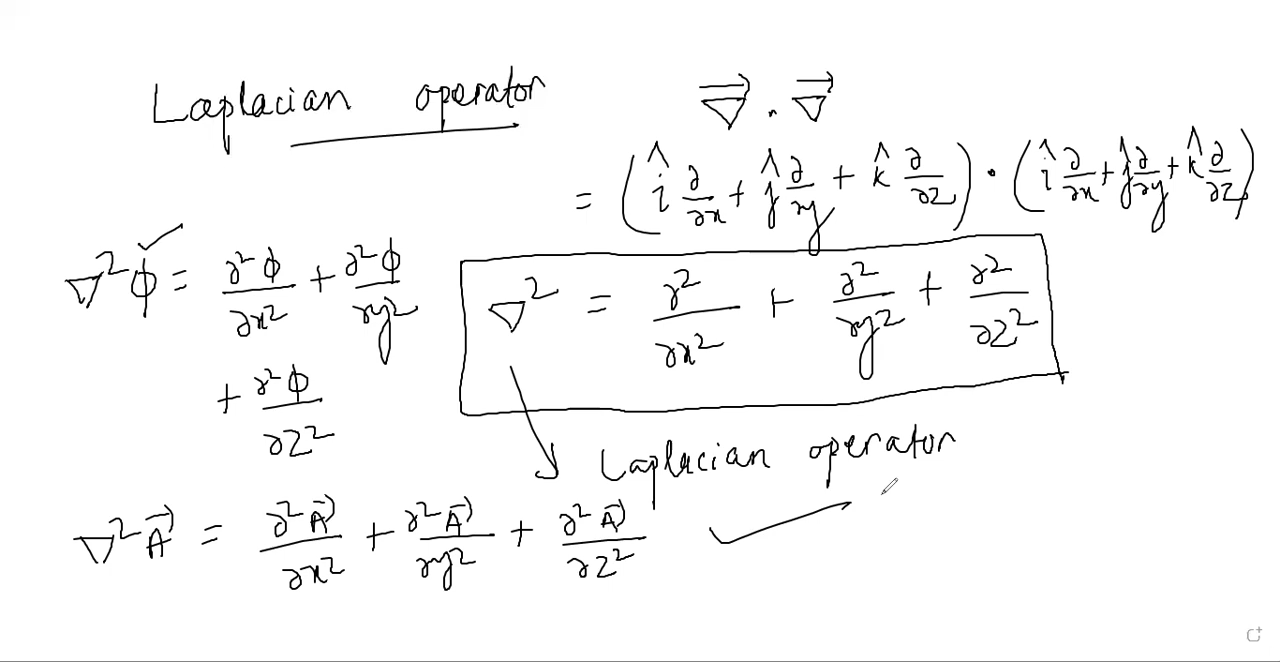 Laplacian operator
∇⃗ . ∇⃗
= (î ∂/∂x + ĵ ∂/∂y + k̂ ∂/∂z) · (î ∂/∂x + ĵ ∂/∂y + k̂ ∂/∂z)
∇²ϕ = ∂²ϕ/∂x² + ∂²ϕ/∂y²
+ ∂²ϕ/∂z²
∇² = ∂²/∂x² + ∂²/∂y² + ∂²/∂z²
Laplacian operator
∇²A⃗ = ∂²A⃗/∂x² + ∂²A⃗/∂y² + ∂²A⃗/∂z²